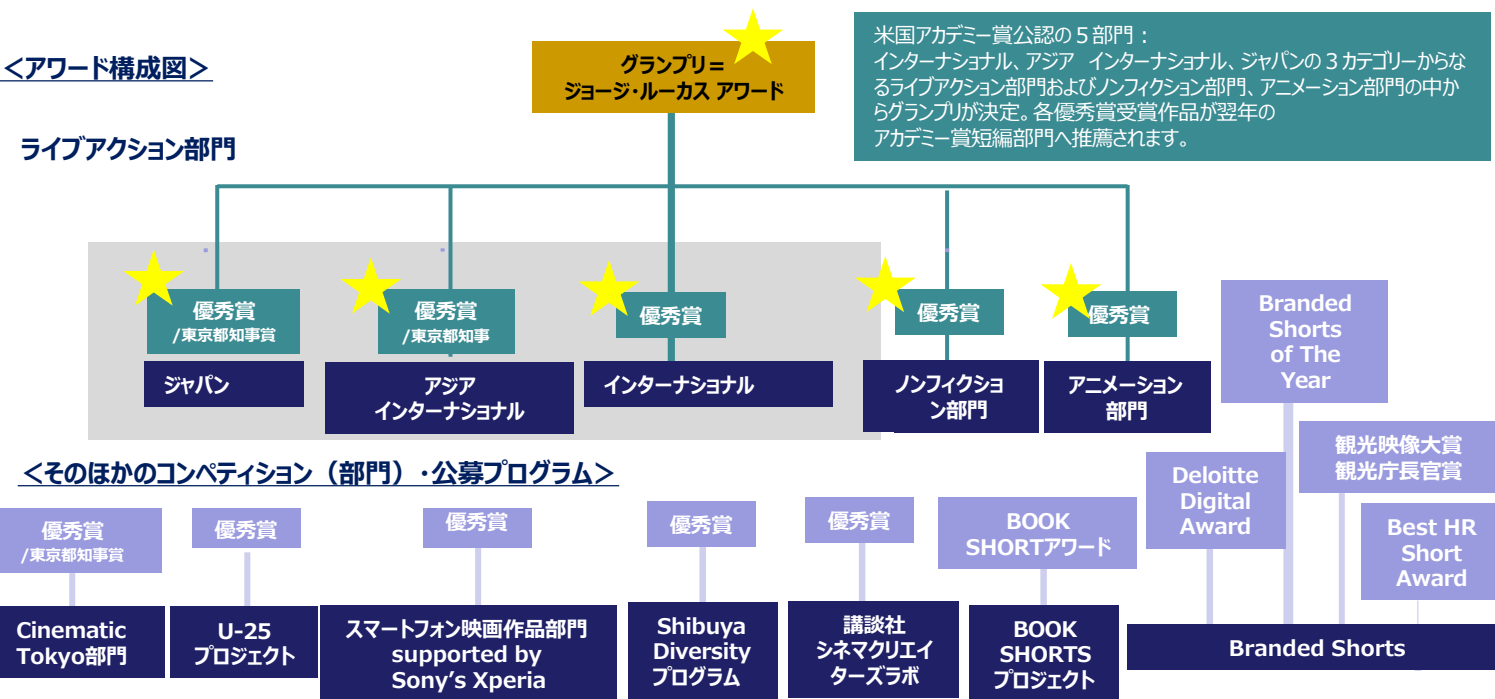 <アワード構成図>
グランプリ＝
ジョージ・ルーカス アワード
米国アカデミー賞公認の５部門：
インターナショナル、アジア　インターナショナル、ジャパンの３カテゴリーからな
るライブアクション部門およびノンフィクション部門、アニメーション部門の中か
らグランプリが決定。各優秀賞受賞作品が翌年の
アカデミー賞短編部門へ推薦されます。
ライブアクション部門
優秀賞
/東京都知事賞
優秀賞
/東京都知事
優秀賞
優秀賞
優秀賞
ジャパン
アジア
インターナショナル
インターナショナル
ノンフィクショ
ン部門
アニメーション
部門
Branded
Shorts
of The
Year
観光映像大賞
観光庁長官賞
Deloitte
Digital
Award
Best HR
Short
Award
<そのほかのコンペティション（部門）・公募プログラム>
優秀賞
/東京都知事賞
優秀賞
優秀賞
優秀賞
優秀賞
BOOK
SHORTアワード
Cinematic
Tokyo部門
U-25
プロジェクト
スマートフォン映画作品部門
supported by
Sony’s Xperia
Shibuya
Diversity
プログラム
講談社
シネマクリエイ
ターズラボ
BOOK
SHORTS
プロジェクト
Branded Shorts